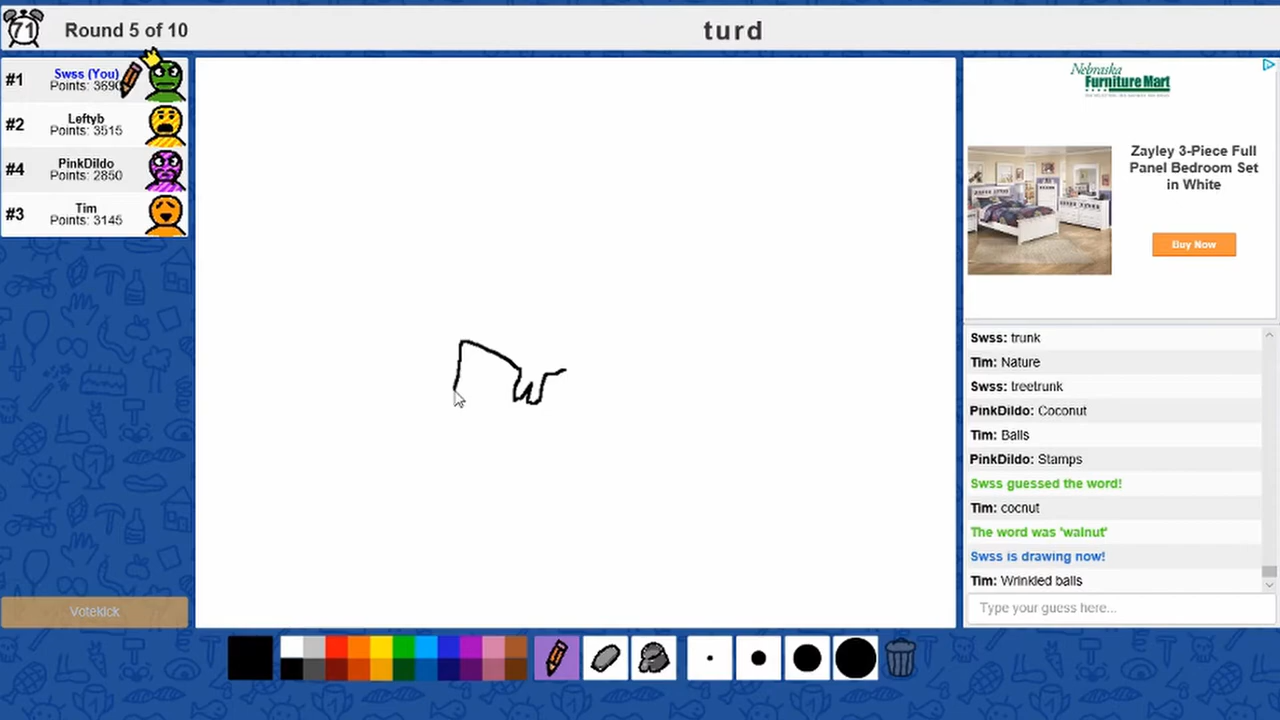 71
Round 5 of 10
turd
#1
Swss (You)
Points: 3690
#2
Leftyb
Points: 3515
#4
PinkDildo
Points: 2850
#3
Tim
Points: 3145
Votekick
Nebraska
Furniture Mart
Zayley 3-Piece Full
Panel Bedroom Set
in White
Buy Now
Swss: trunk
Tim: Nature
Swss: treetrunk
PinkDildo: Coconut
Tim: Balls
PinkDildo: Stamps
Swss guessed the word!
Tim: cocnut
The word was 'walnut'
Swss is drawing now!
Tim: Wrinkled balls
Type your guess here...